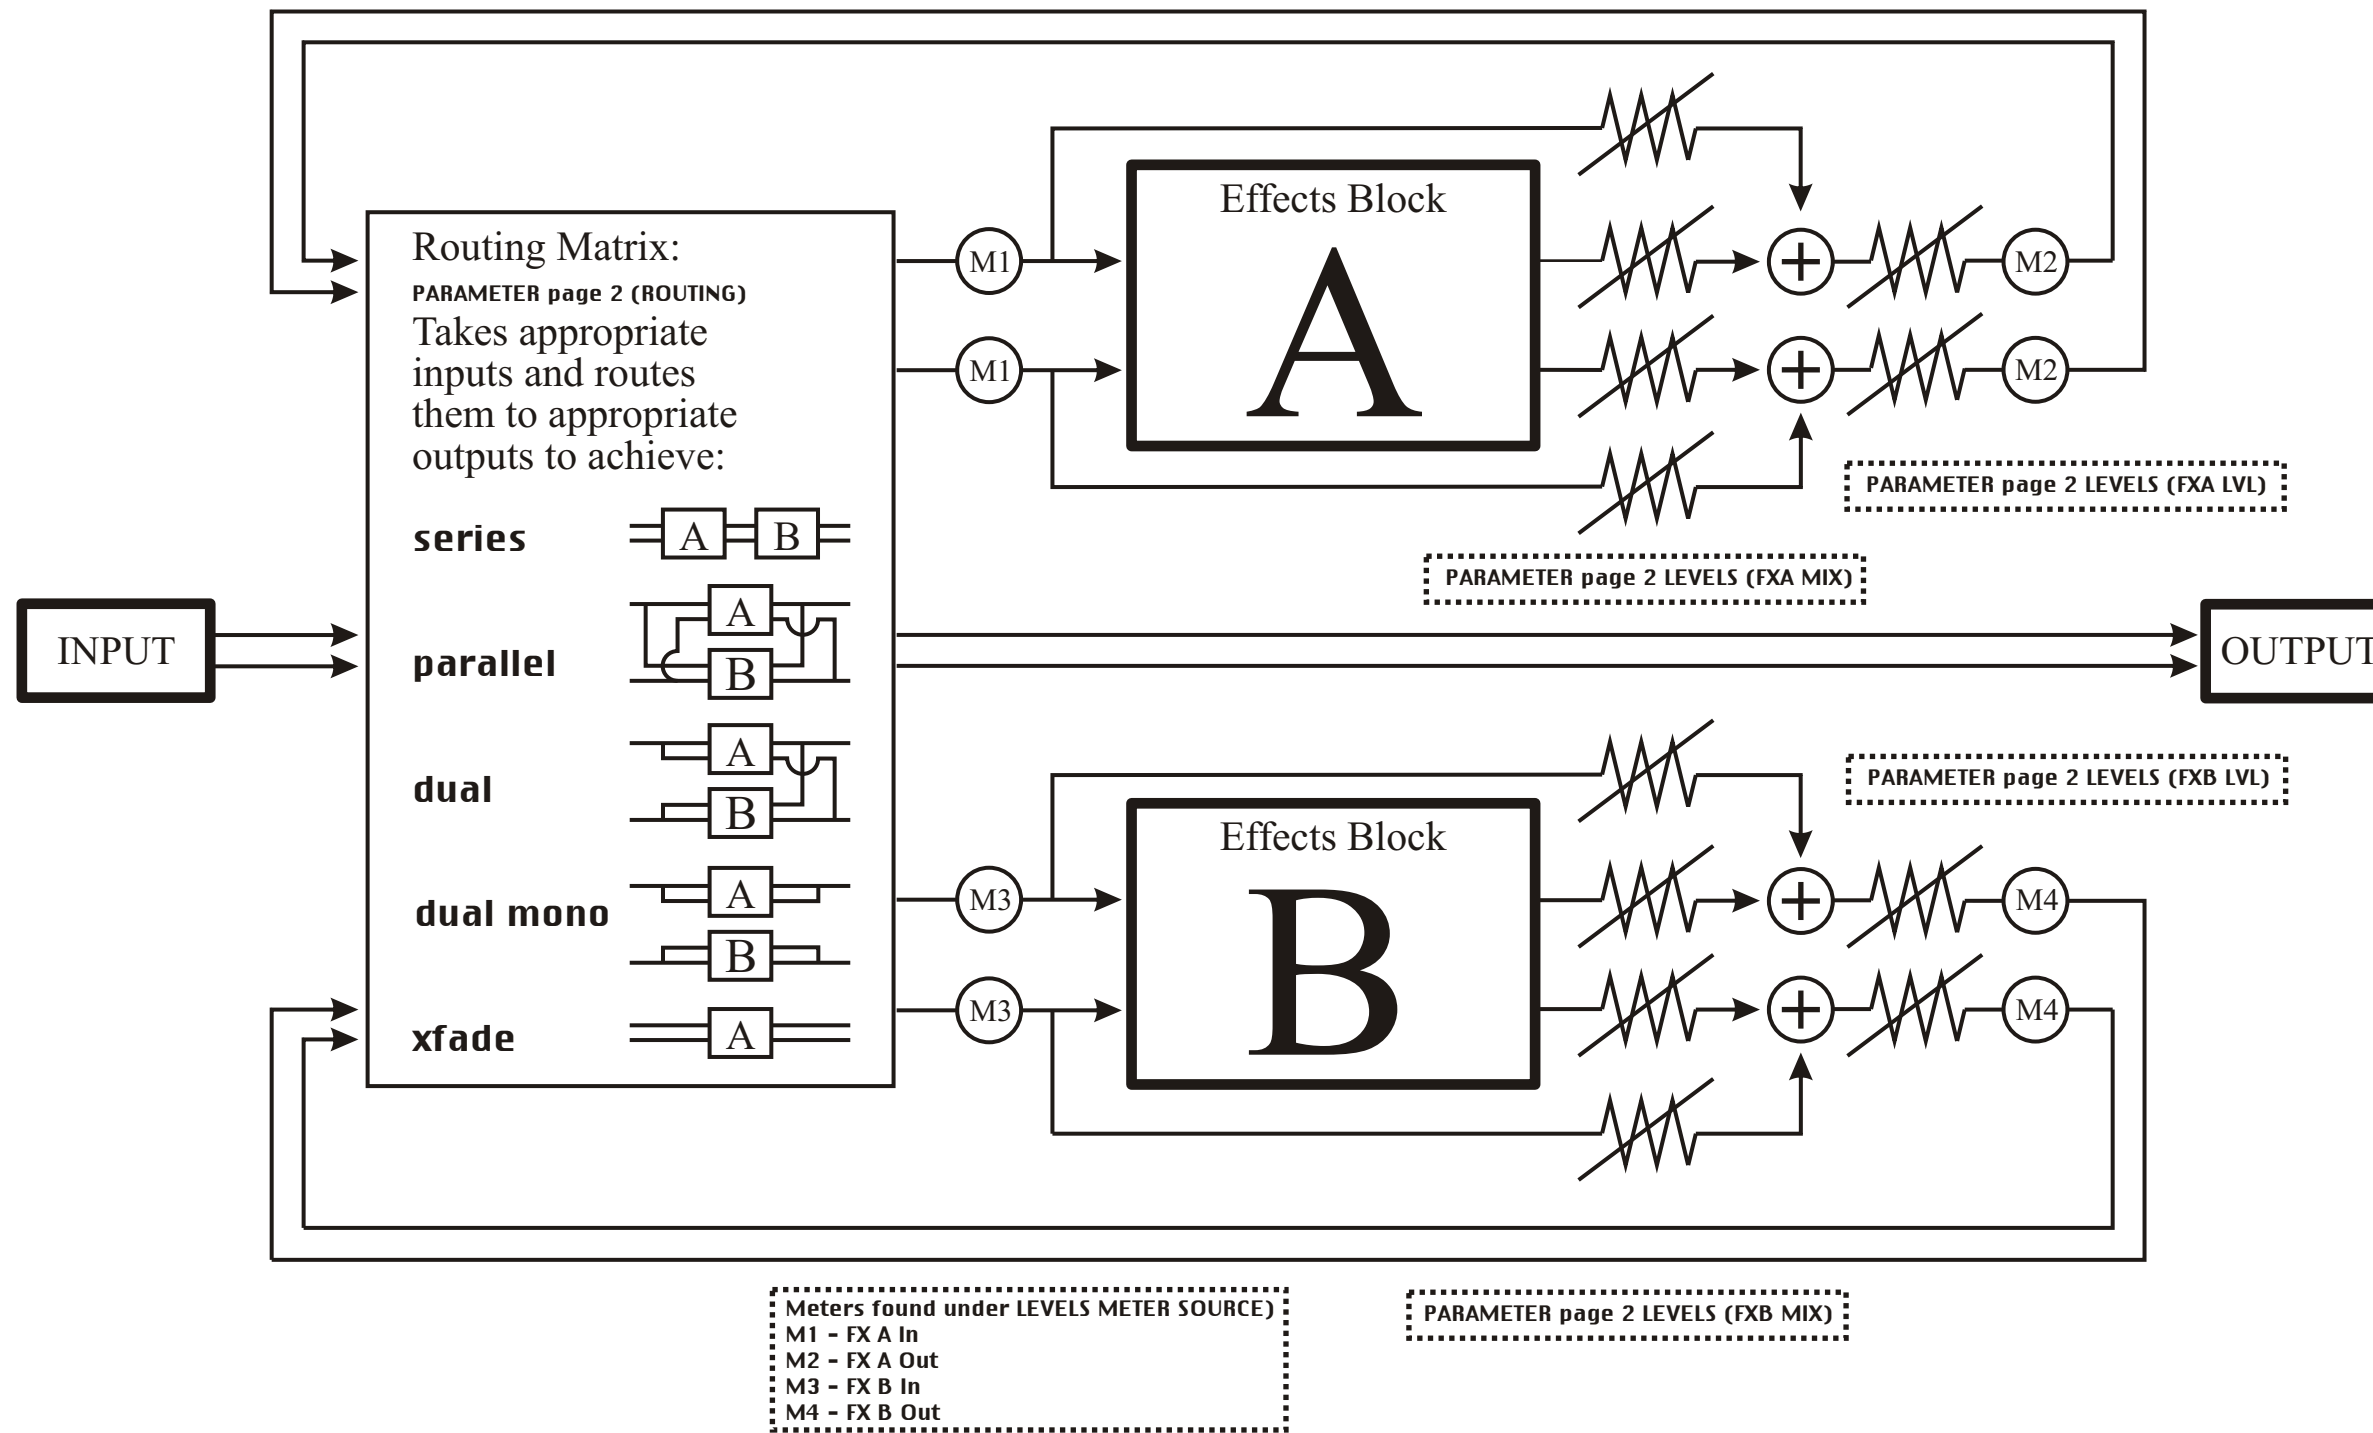 Routing Matrix:
PARAMETER page 2 (ROUTING)
Takes appropriate
inputs and routes
them to appropriate
outputs to achieve:
series
A
B
parallel
A
B
dual
A
B
dual mono
A
B
xfade
A
INPUT
M1
M1
Effects Block
A
M2
M2
PARAMETER page 2 LEVELS (FXA LVL)
PARAMETER page 2 LEVELS (FXA MIX)
OUTPUT
PARAMETER page 2 LEVELS (FXB LVL)
M3
M3
Effects Block
B
M4
M4
Meters found under LEVELS METER SOURCE)
M1 - FX A In
M2 - FX A Out
M3 - FX B In
M4 - FX B Out
PARAMETER page 2 LEVELS (FXB MIX)